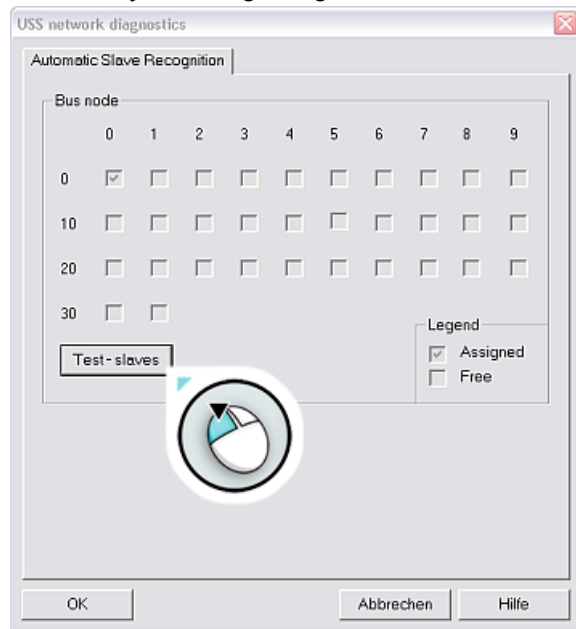 USS network diagnostics
Automatic Slave Recognition
Bus node
0 1 2 3 4 5 6 7 8 9
0
10
20
30
Legend
Assigned
Free
Test-slaves
OK Abbrechen Hilfe